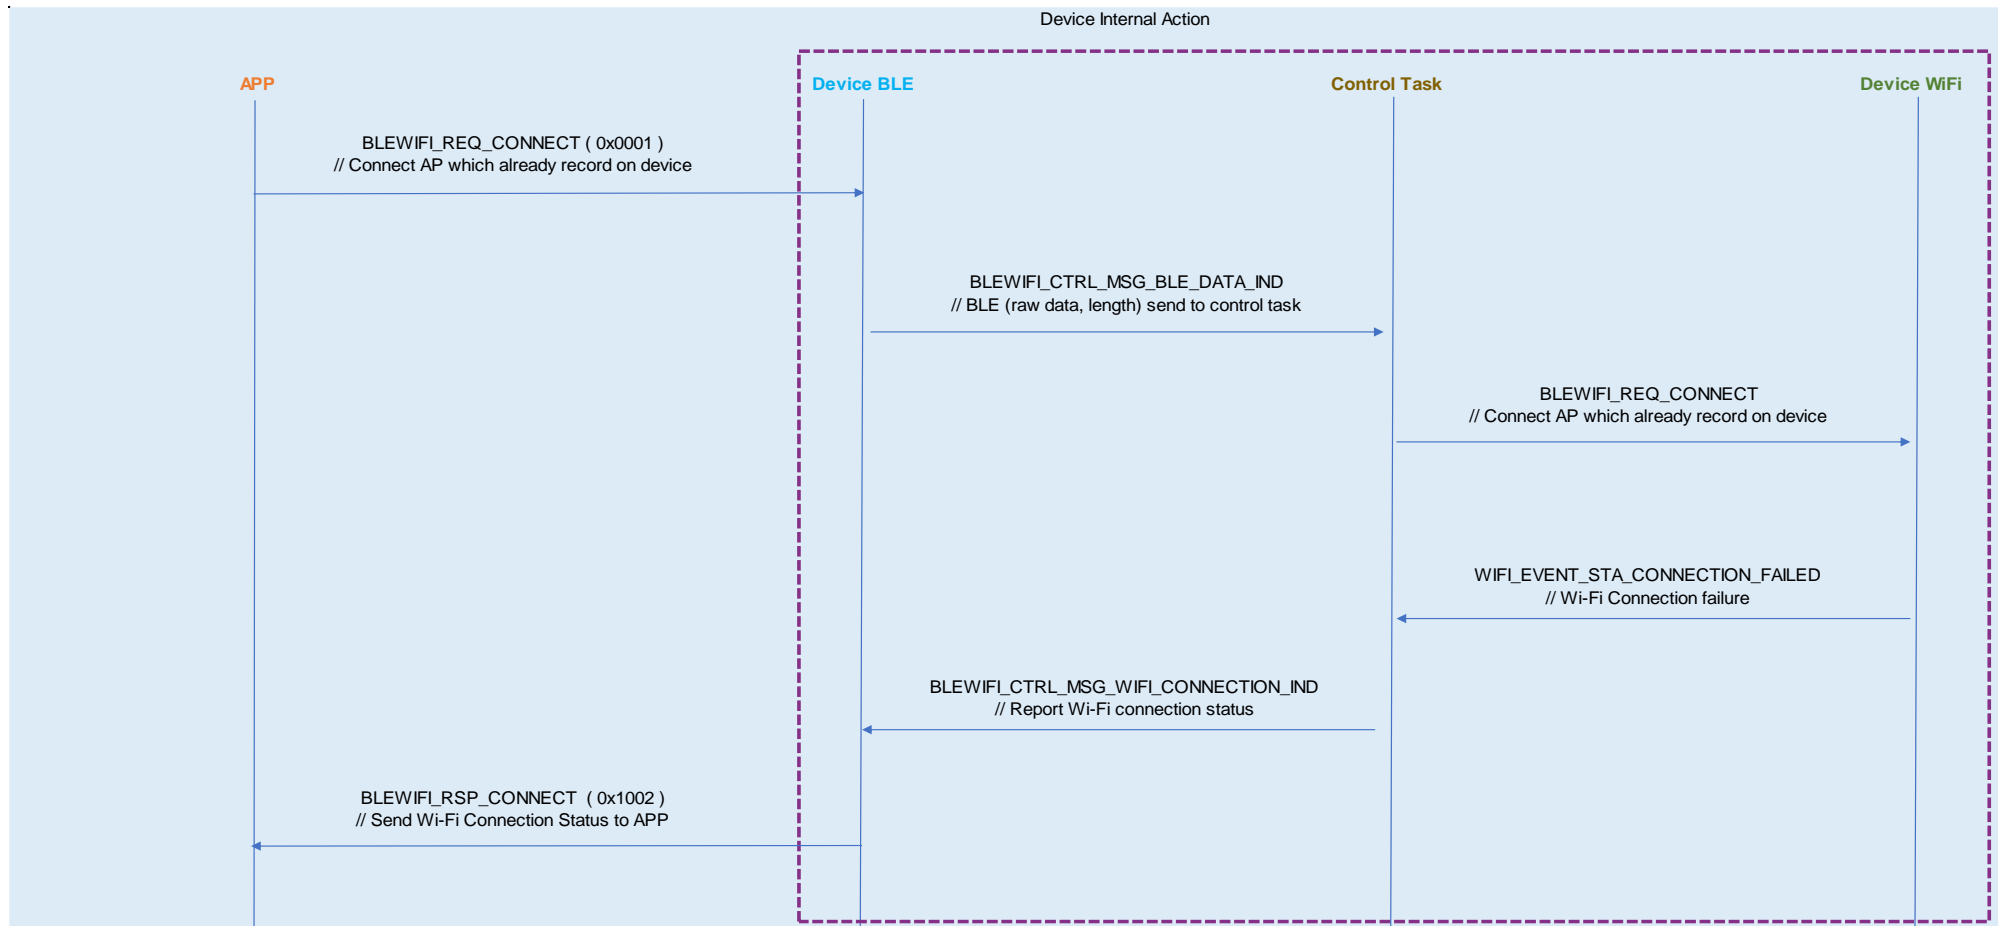 Device Internal Action
APP
Device BLE
Control Task
Device WiFi
BLEWIFI_REQ_CONNECT ( 0x0001 )
// Connect AP which already record on device
BLEWIFI_CTRL_MSG_BLE_DATA_IND
// BLE (raw data, length) send to control task
BLEWIFI_REQ_CONNECT
// Connect AP which already record on device
WIFI_EVENT_STA_CONNECTION_FAILED
// Wi-Fi Connection failure
BLEWIFI_CTRL_MSG_WIFI_CONNECTION_IND
// Report Wi-Fi connection status
BLEWIFI_RSP_CONNECT ( 0x1002 )
// Send Wi-Fi Connection Status to APP